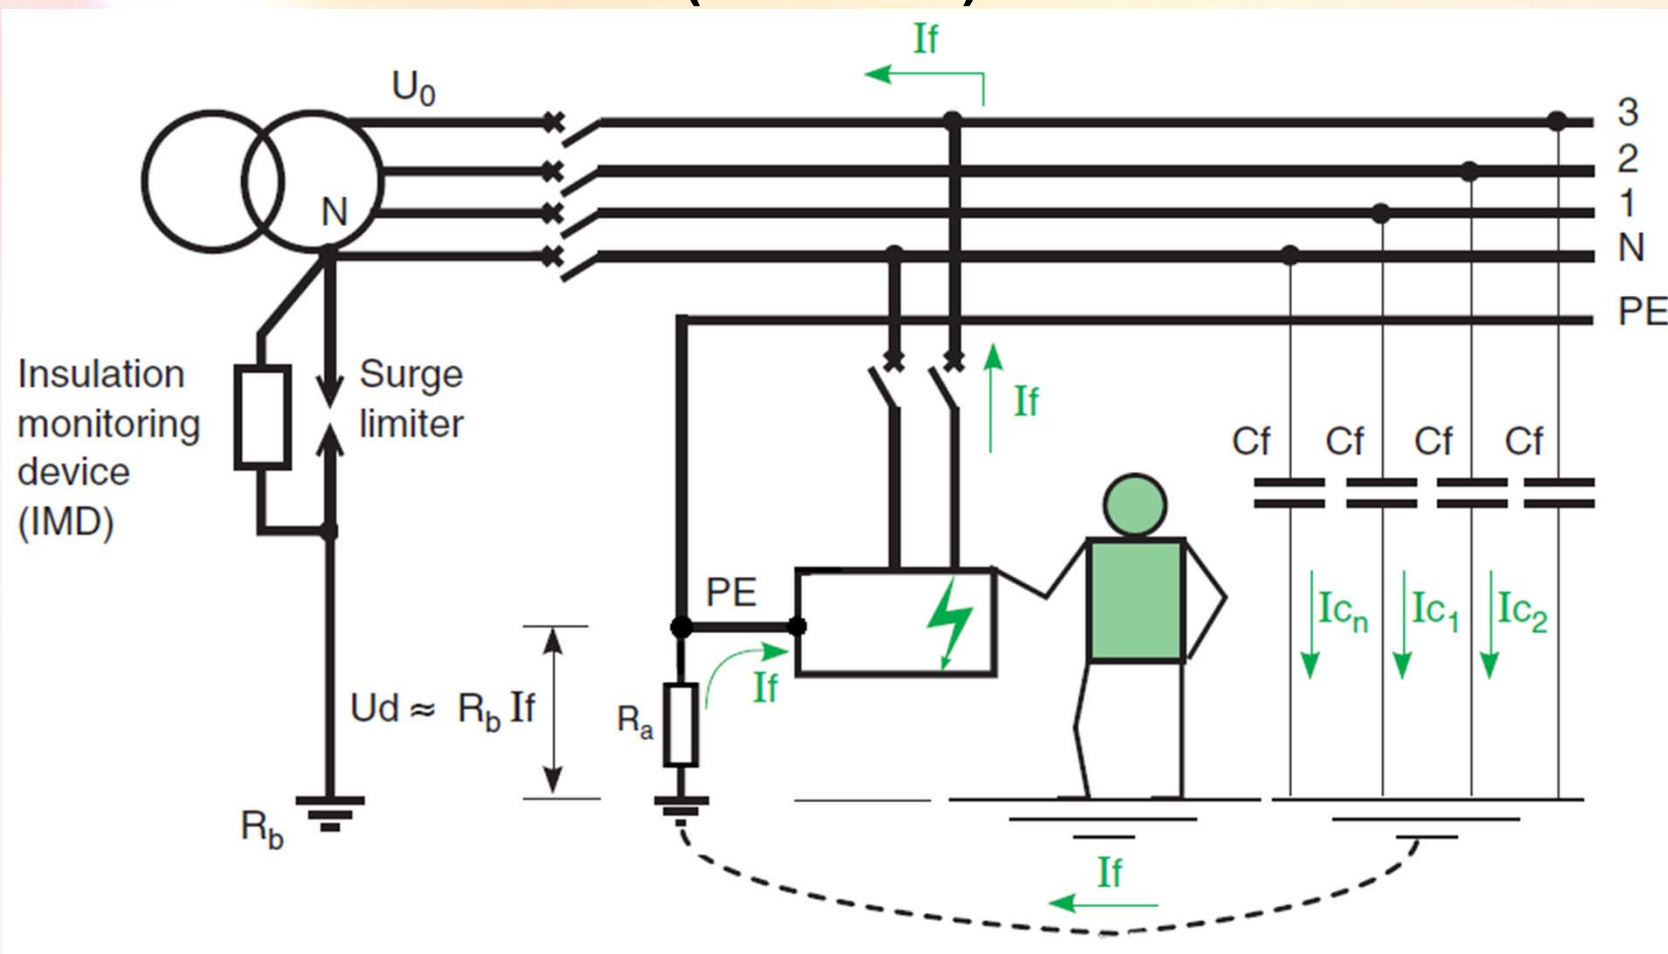 If
U0
3
2
1
N
N
PE
Insulation
monitoring
device
(IMD)
Surge
limiter
If
Cf Cf Cf Cf
PE
Icn Ic1 Ic2
If
Ud ≈ Rb If
Ra
Rb
If